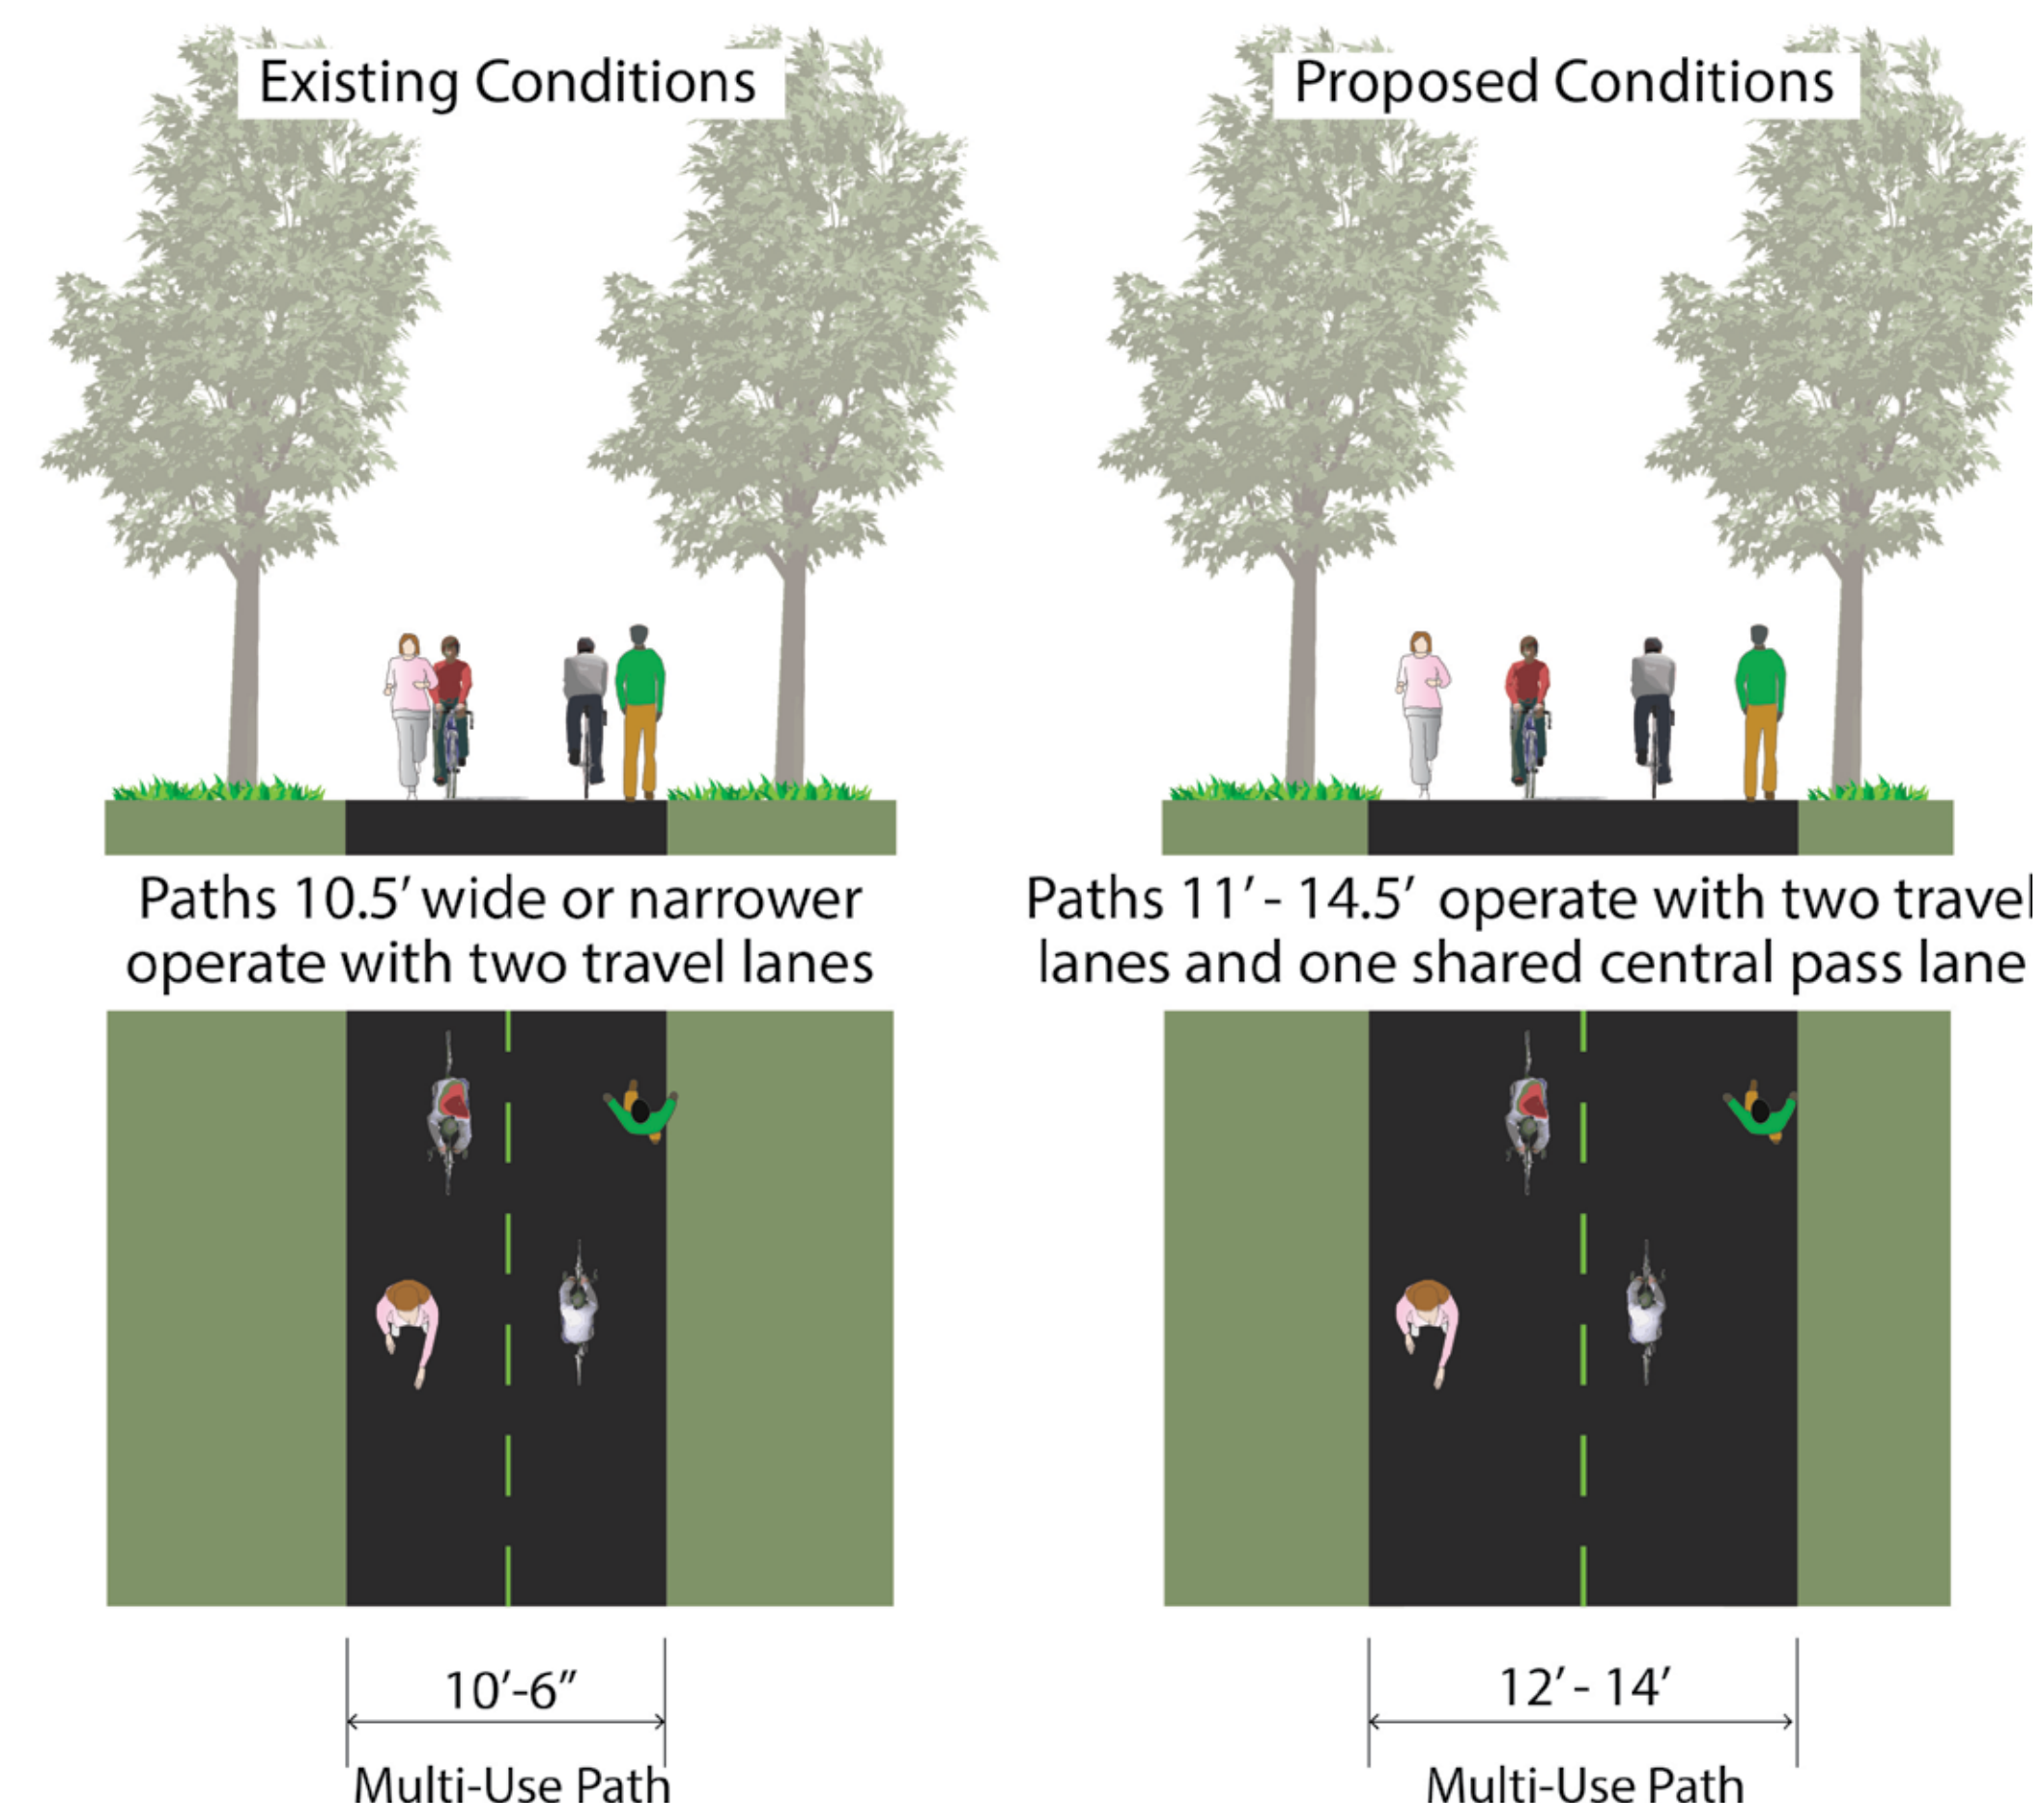 Existing Conditions
Paths 10.5′ wide or narrower
operate with two travel lanes
10′-6″
Multi-Use Path
Proposed Conditions
Paths 11′- 14.5′ operate with two travel
lanes and one shared central pass lane
12′- 14′
Multi-Use Path